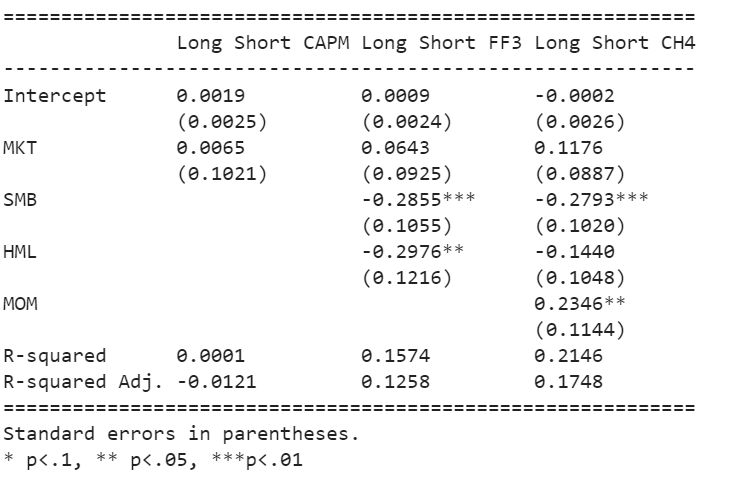 ============================================================
Long Short CAPM Long Short FF3 Long Short CH4
------------------------------------------------------------
Intercept 0.0019 0.0009 -0.0002
(0.0025) (0.0024) (0.0026)
MKT 0.0065 0.0643 0.1176
(0.1021) (0.0925) (0.0887)
SMB -0.2855*** -0.2793***
(0.1055) (0.1020)
HML -0.2976** -0.1440
(0.1216) (0.1048)
MOM 0.2346**
(0.1144)
R-squared 0.0001 0.1574 0.2146
R-squared Adj. -0.0121 0.1258 0.1748
============================================================
Standard errors in parentheses.
* p<.1, ** p<.05, ***p<.01